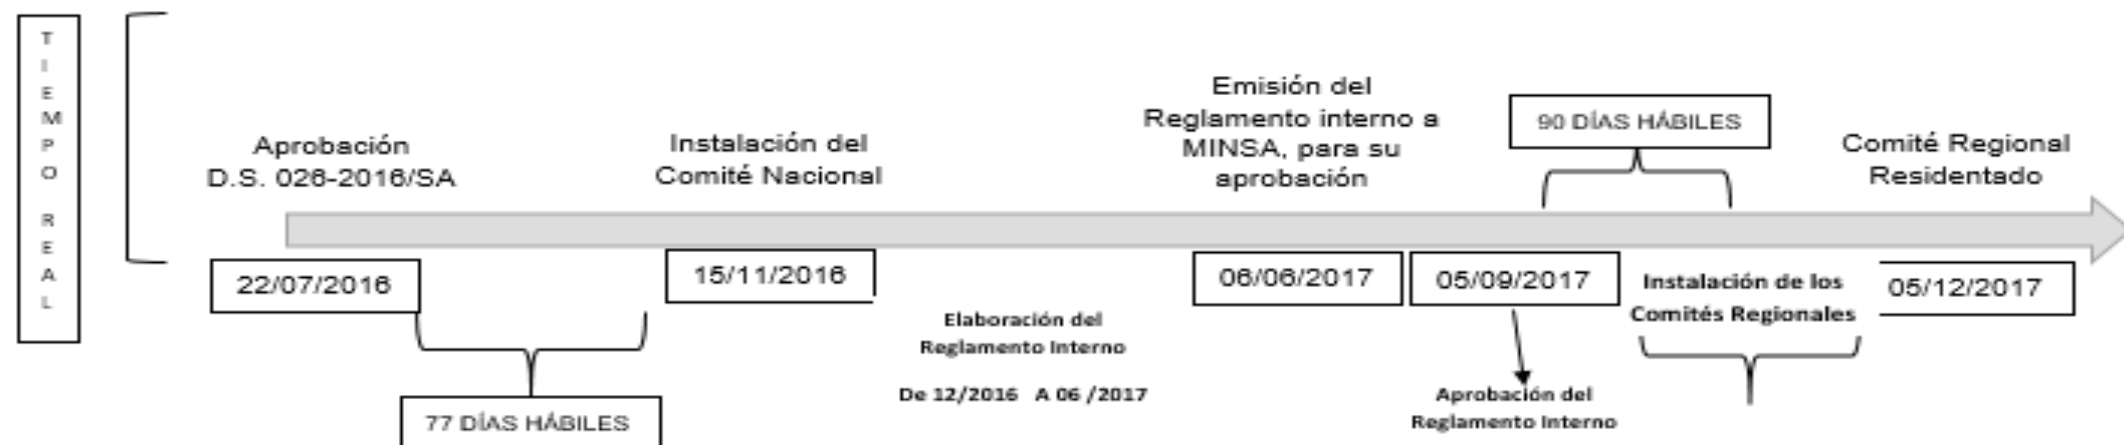 TIEMPO REAL
Aprobación
D.S. 026-2016/SA
Instalación del
Comité Nacional
Emisión del
Reglamento interno a
MINSA, para su
aprobación
90 DÍAS HÁBILES
Comité Regional
Residentado
22/07/2016
15/11/2016
06/06/2017
05/09/2017
Instalación de los
Comités Regionales
05/12/2017
Elaboración del
Reglamento Interno
De 12/2016 A 06 /2017
Aprobación del
Reglamento Interno
77 DÍAS HÁBILES